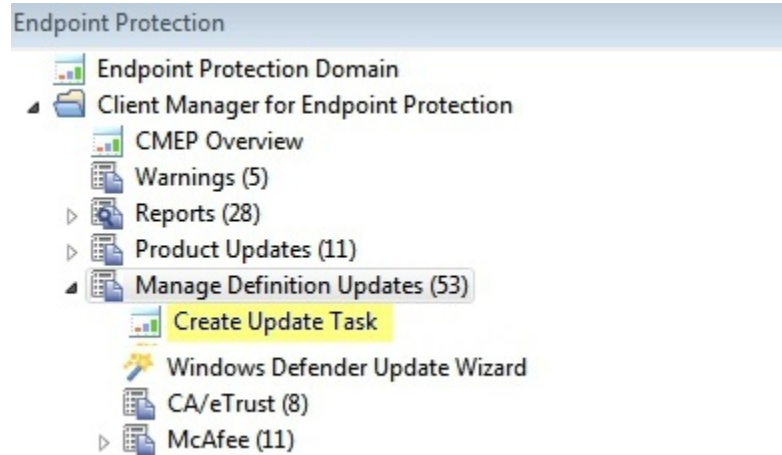 Endpoint Protection
Endpoint Protection Domain
Client Manager for Endpoint Protection
CMEP Overview
Warnings (5)
Reports (28)
Product Updates (11)
Manage Definition Updates (53)
Create Update Task
Windows Defender Update Wizard
CA/eTrust (8)
McAfee (11)